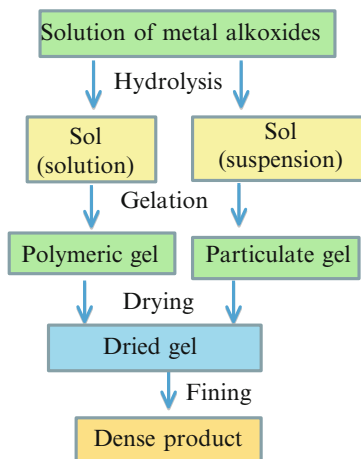 Solution of metal alkoxides
Hydrolysis
Sol
(solution)
Sol
(suspension)
Gelation
Polymeric gel
Particulate gel
Drying
Dried gel
Fining
Dense product